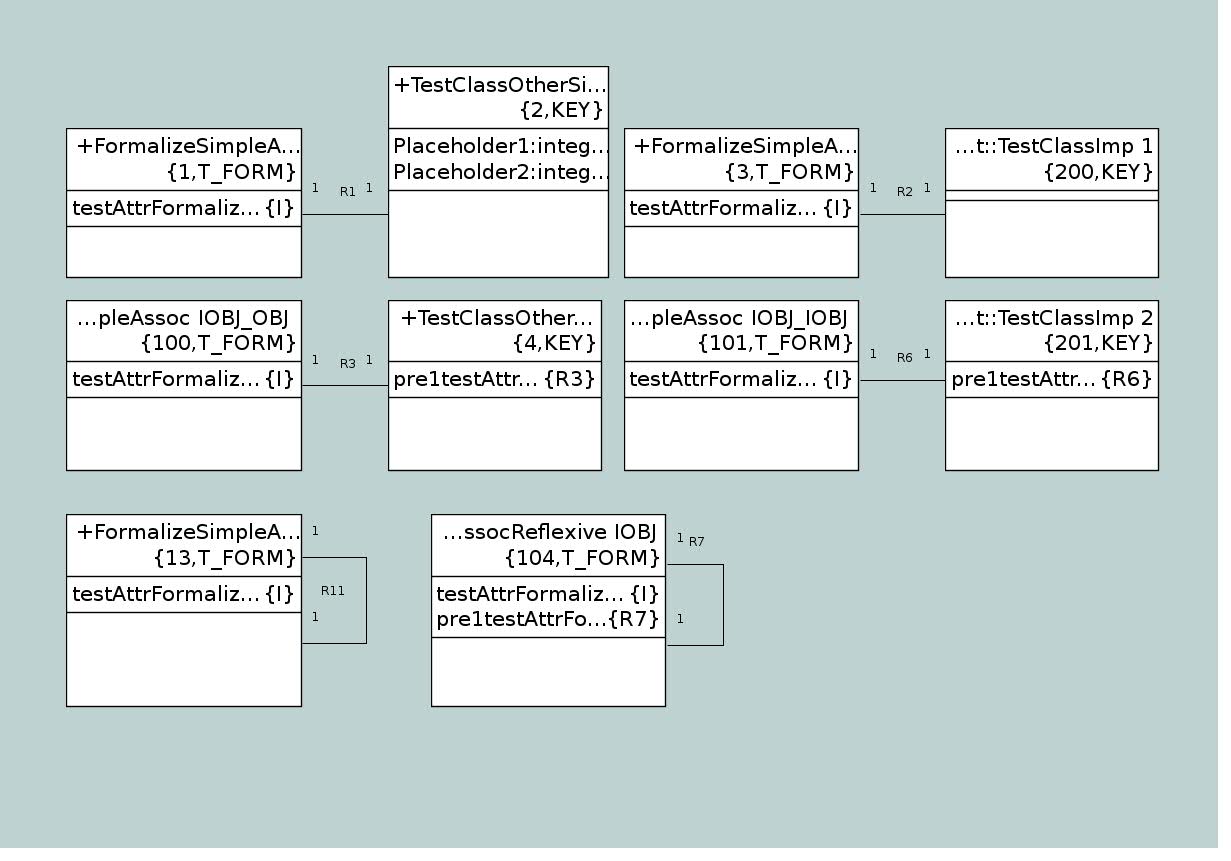 +TestClassOtherSi...
{2,KEY}
Placeholder1:integ...
Placeholder2:integ...
+FormalizeSimpleA...
{1,T_FORM}
testAttrFormaliz... {I}
1 R1 1
+FormalizeSimpleA...
{3,T_FORM}
testAttrFormaliz... {I}
1 R2 1
...t::TestClassImp 1
{200,KEY}
...pleAssoc IOBJ_OBJ
{100,T_FORM}
testAttrFormaliz... {I}
1 R3 1
+TestClassOther...
{4,KEY}
pre1testAttr... {R3}
...pleAssoc IOBJ_IOBJ
{101,T_FORM}
testAttrFormaliz... {I}
1 R6 1
...t::TestClassImp 2
{201,KEY}
pre1testAttr... {R6}
+FormalizeSimpleA...
{13,T_FORM}
testAttrFormaliz... {I}
1
R11
1
...ssocReflexive IOBJ
{104,T_FORM}
testAttrFormaliz... {I}
pre1testAttrFo...{R7}
1 R7
1